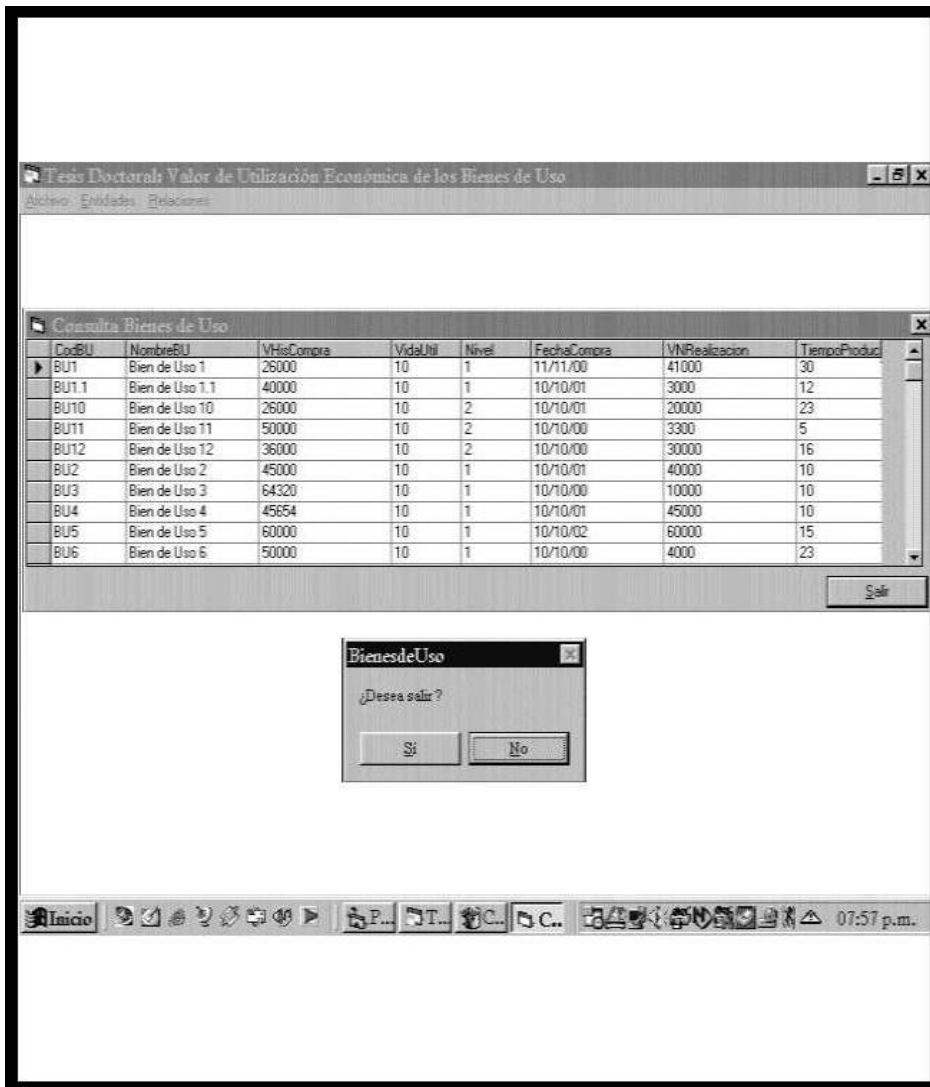 Tesis Doctoral: Valor de Utilización Económica de los Bienes de Uso
Archivo Entidades Relaciones
Consulta Bienes de Uso
CodBU NombreBU VHisCompra VidaUtil Nivel FechaCompra VNRealizacion TiempoProduc
BU1 Bien de Uso 1 26000 10 1 11/11/00 41000 30
BU1.1 Bien de Uso 1.1 40000 10 1 10/10/01 3000 12
BU10 Bien de Uso 10 26000 10 2 10/10/01 20000 23
BU11 Bien de Uso 11 50000 10 2 10/10/00 3300 5
BU12 Bien de Uso 12 36000 10 2 10/10/00 30000 16
BU2 Bien de Uso 2 45000 10 1 10/10/01 40000 10
BU3 Bien de Uso 3 64320 10 1 10/10/00 10000 10
BU4 Bien de Uso 4 45654 10 1 10/10/01 45000 10
BU5 Bien de Uso 5 60000 10 1 10/10/02 60000 15
BU6 Bien de Uso 6 50000 10 1 10/10/00 4000 23
Salir
BienesdeUso
¿Desea salir?
Sí No
Inicio P... T... C... C... 07:57 p.m.